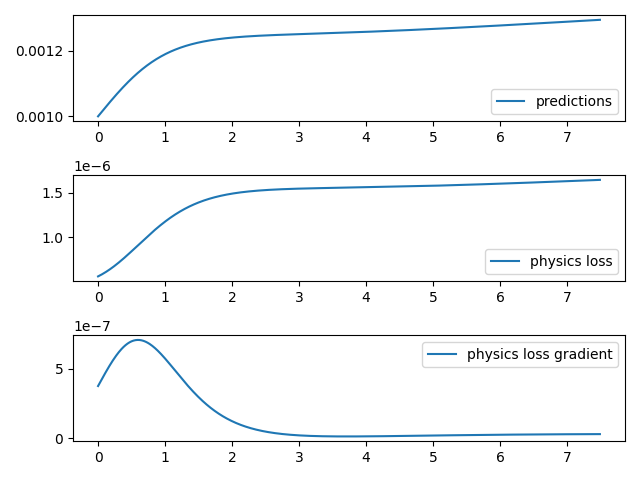 0.0012
0.0010
predictions
0 1 2 3 4 5 6 7
1e−6
1.5
1.0
physics loss
0 1 2 3 4 5 6 7
1e−7
5
0
physics loss gradient
0 1 2 3 4 5 6 7